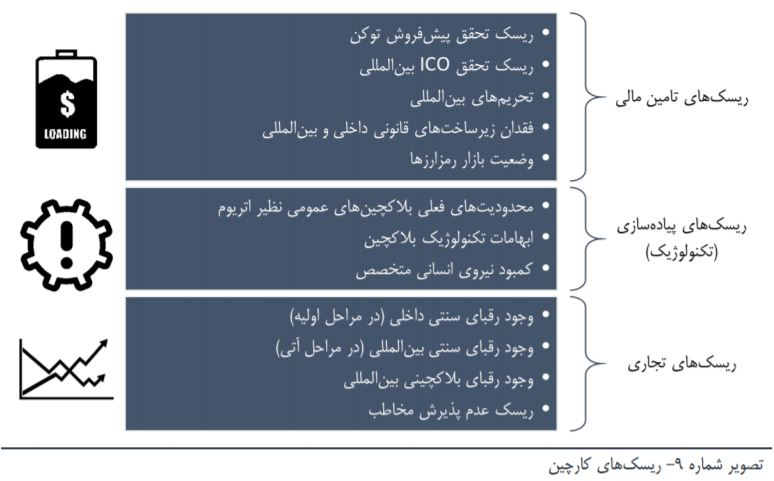 ریسک‌های تامین مالی
• ریسک تحقق پیش‌فروش توکن
• ریسک تحقق ICO بین‌المللی
• تحریم‌های بین‌المللی
• فقدان زیرساخت‌های قانونی داخلی و بین‌المللی
• وضعیت بازار رمزارزها
$
LOADING
ریسک‌های پیاده‌سازی
(تکنولوژیک)
• محدودیت‌های فعلی بلاکچین‌های عمومی نظیر اتریوم
• ابهامات تکنولوژیک بلاکچین
• کمبود نیروی انسانی متخصص
!
ریسک‌های تجاری
• وجود رقبای سنتی داخلی (در مراحل اولیه)
• وجود رقبای سنتی بین‌المللی (در مراحل آتی)
• وجود رقبای بلاکچینی بین‌المللی
• ریسک عدم پذیرش مخاطب
تصویر شماره ۹- ریسک‌های کارچین